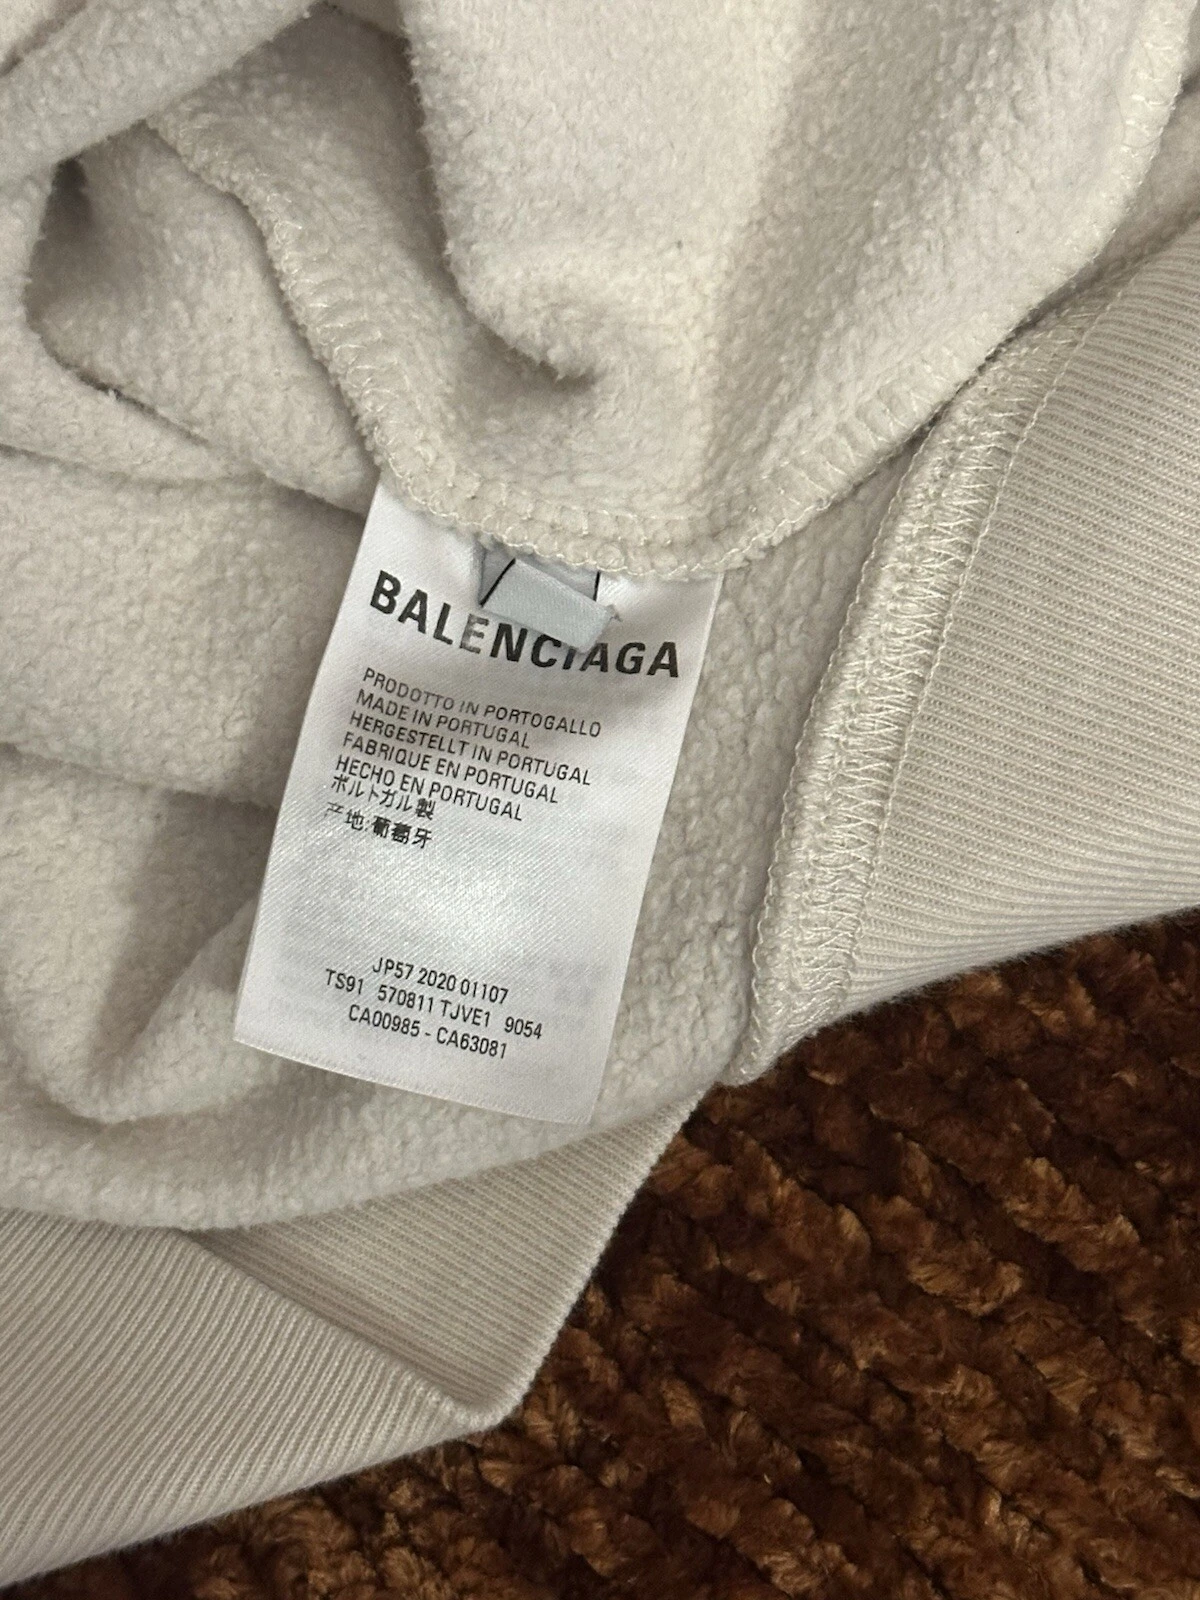 BALENCIAGA
PRODOTTO IN PORTOGALLO
MADE IN PORTUGAL
HERGESTELLT IN PORTUGAL
FABRIQUE EN PORTUGAL
HECHO EN PORTUGAL
ポルトガル製
产地:葡萄牙
JP57 2020 01107
TS91 570811 TJVE1 9054
CA00985 - CA63081